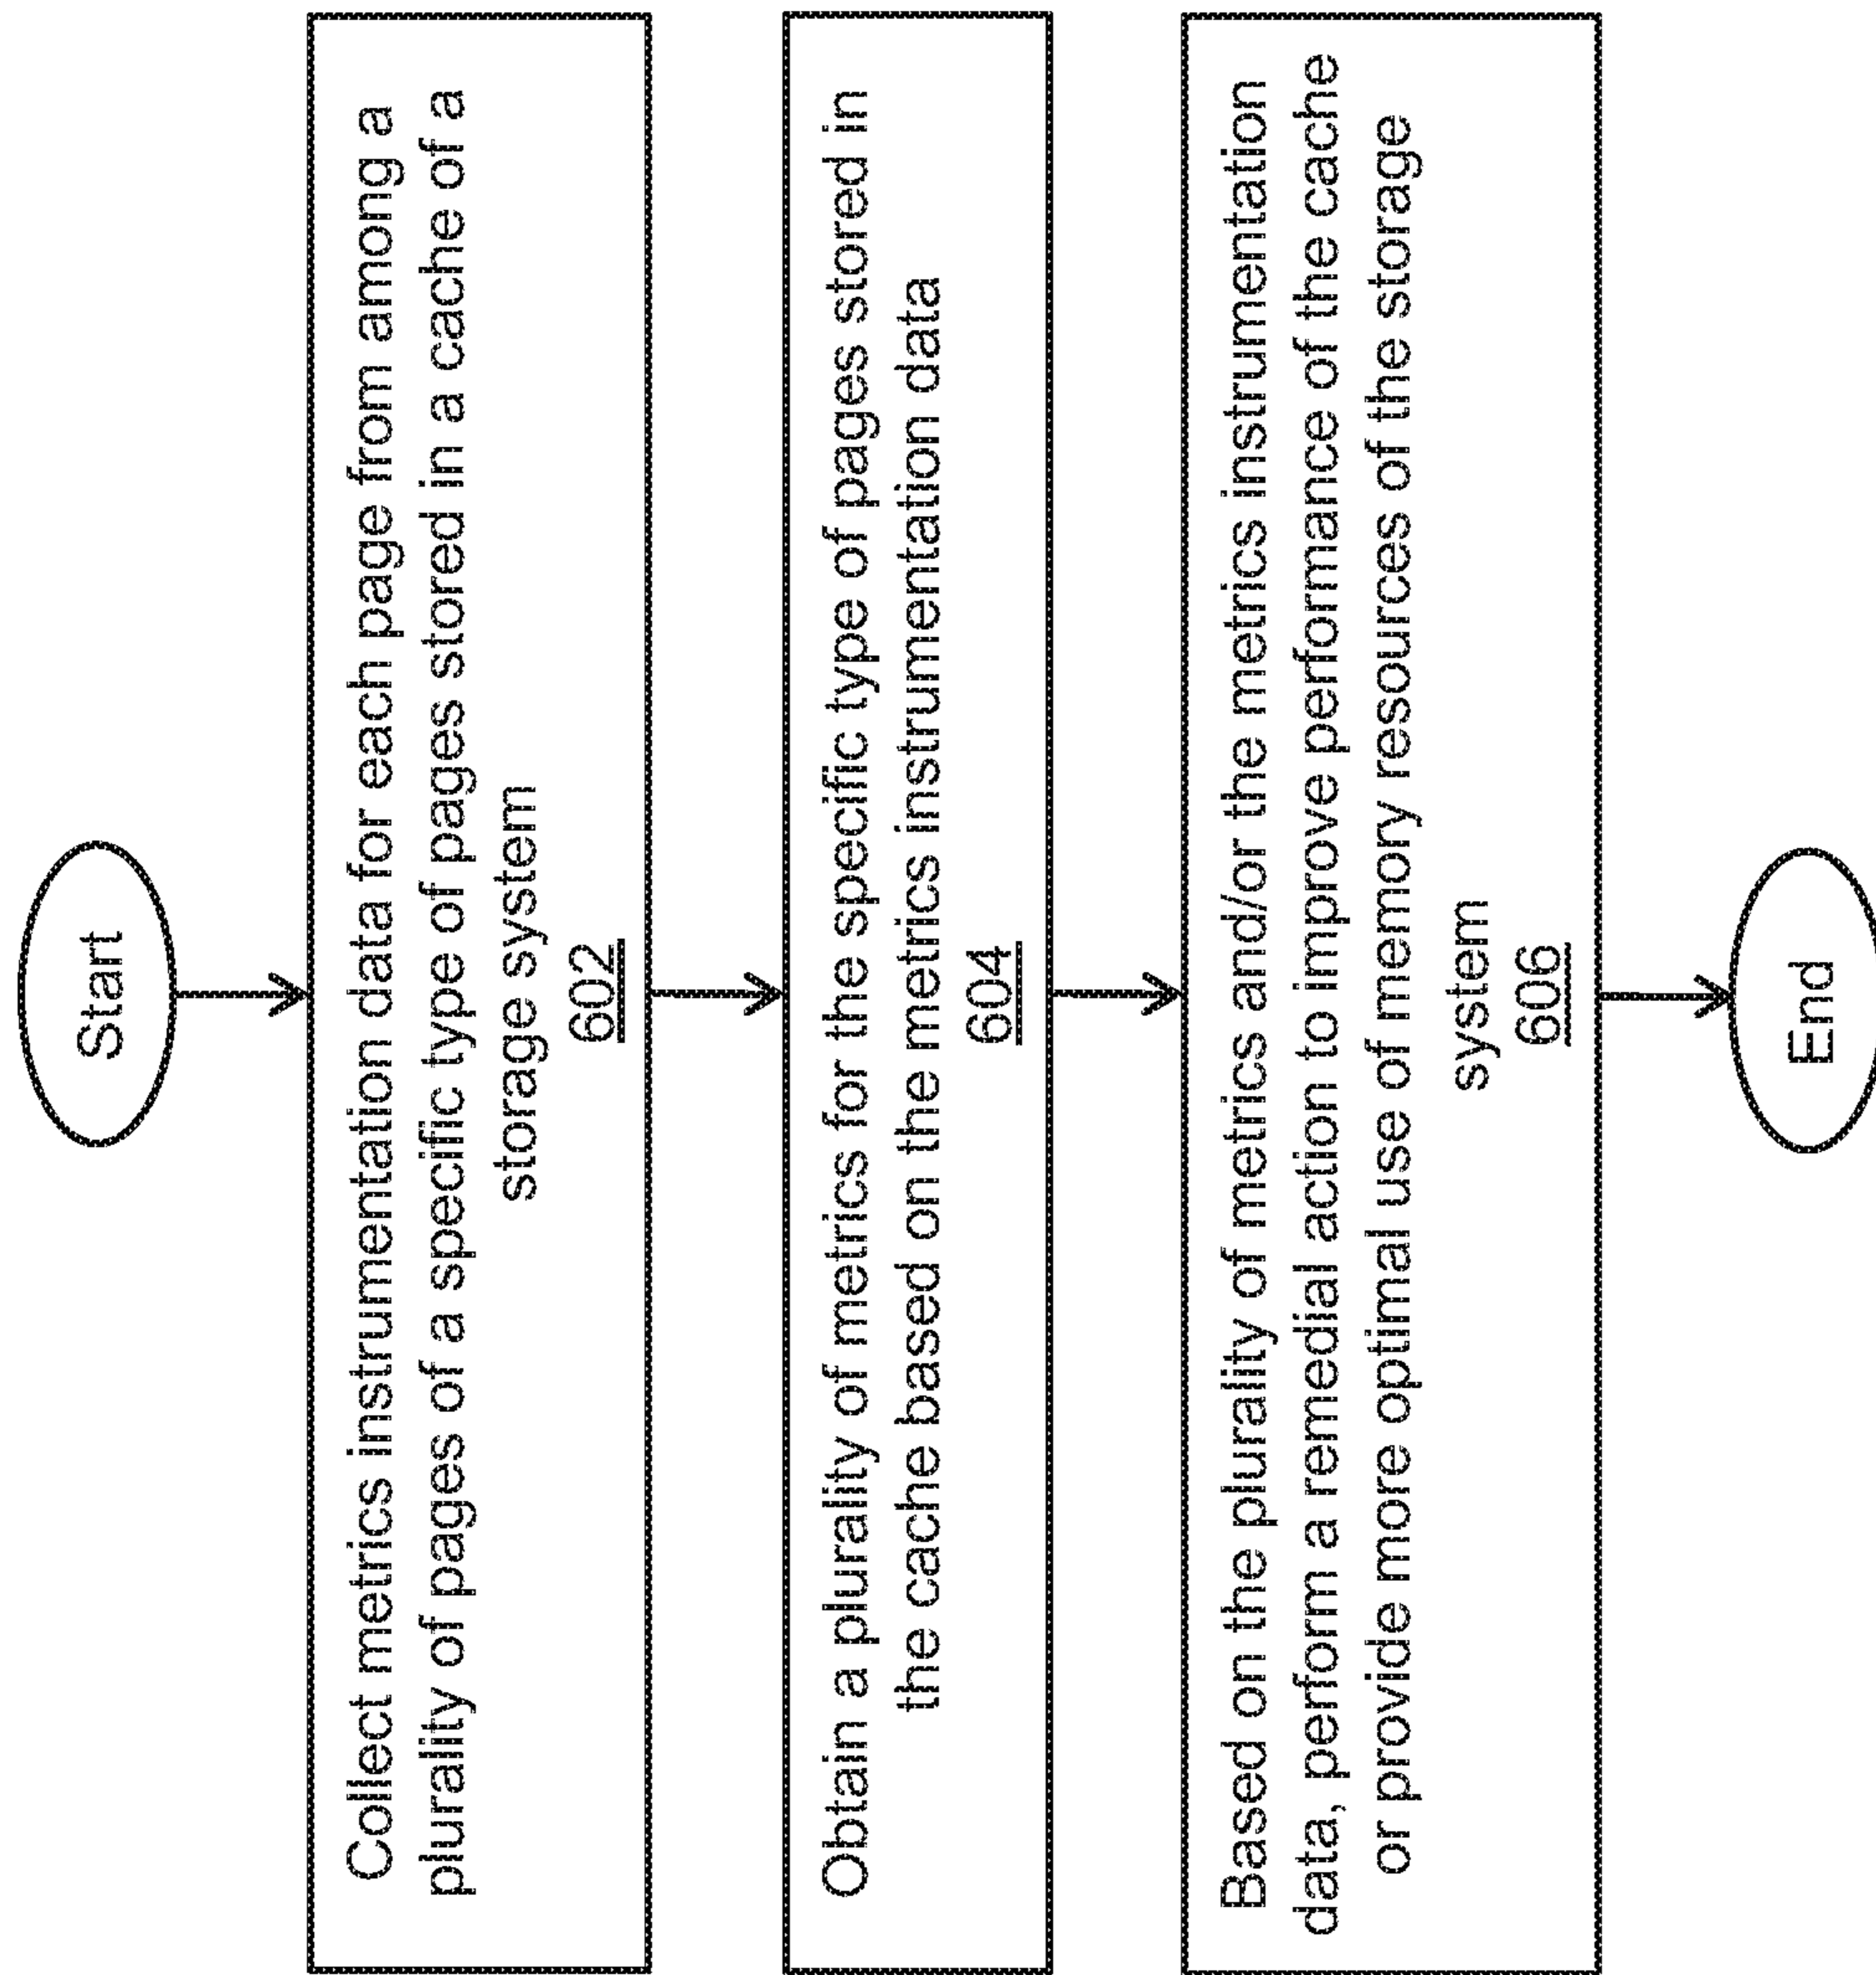 Start
Collect metrics instrumentation data for each page from among a
plurality of pages of a specific type of pages stored in a cache of a
storage system
602
Obtain a plurality of metrics for the specific type of pages stored in
the cache based on the metrics instrumentation data
604
Based on the plurality of metrics and/or the metrics instrumentation
data, perform a remedial action to improve performance of the cache
or provide more optimal use of memory resources of the storage
system
606
End